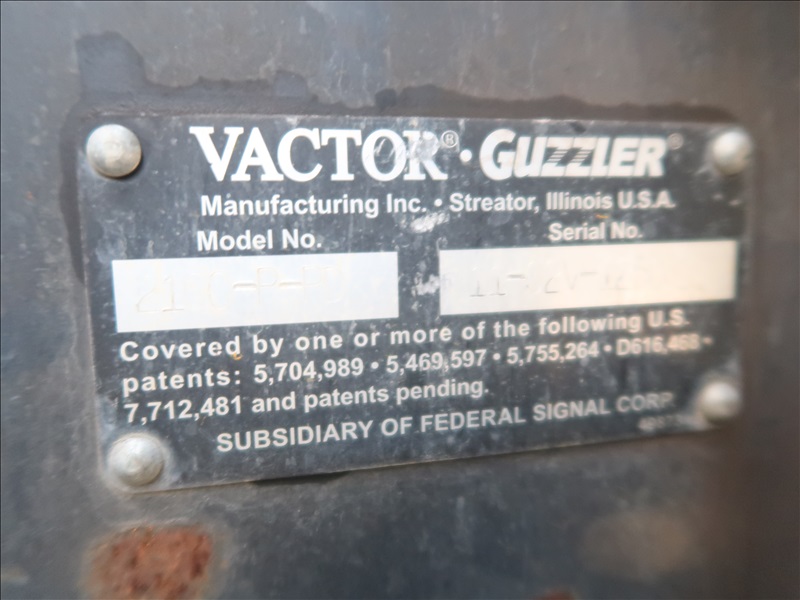 VACTOR® · GUZZLER®
Manufacturing Inc. • Streator, Illinois U.S.A.
Model No. Serial No.
Covered by one or more of the following U.S.
patents: 5,704,989 • 5,469,597 • 5,755,264 • D616,468 •
7,712,481 and patents pending.
SUBSIDIARY OF FEDERAL SIGNAL CORP.